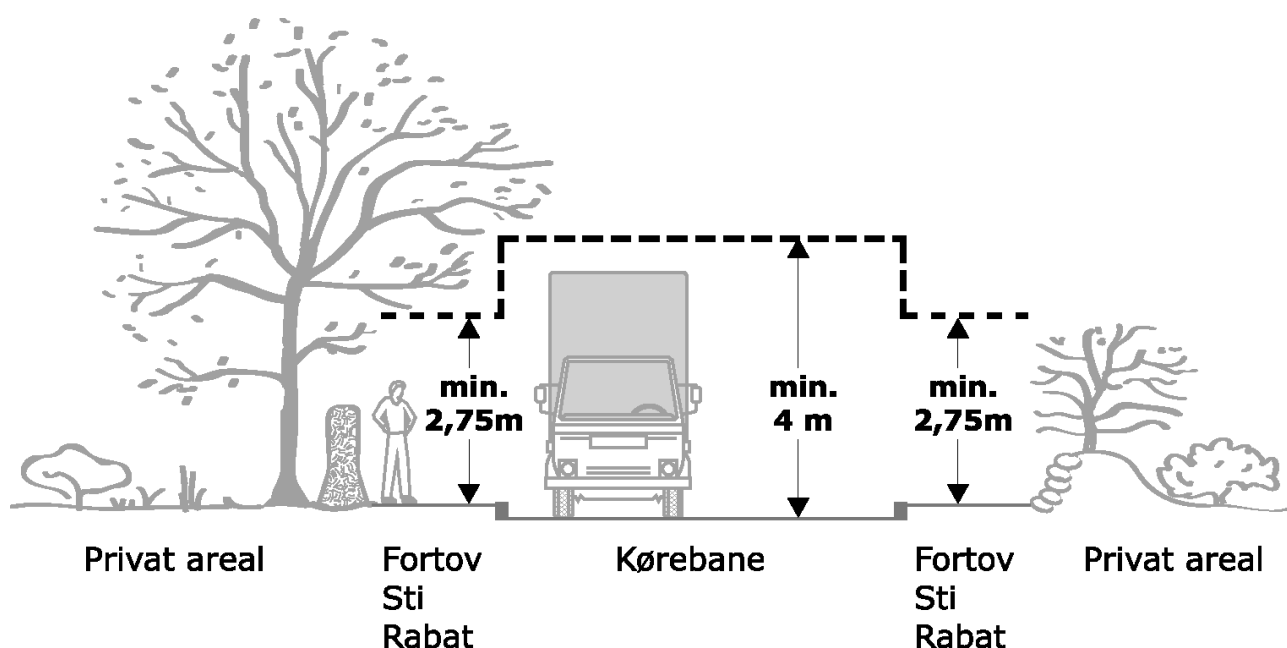 min.
2,75m
min.
4 m
min.
2,75m
Privat areal
Fortov
Sti
Rabat
Kørebane
Fortov
Sti
Rabat
Privat areal